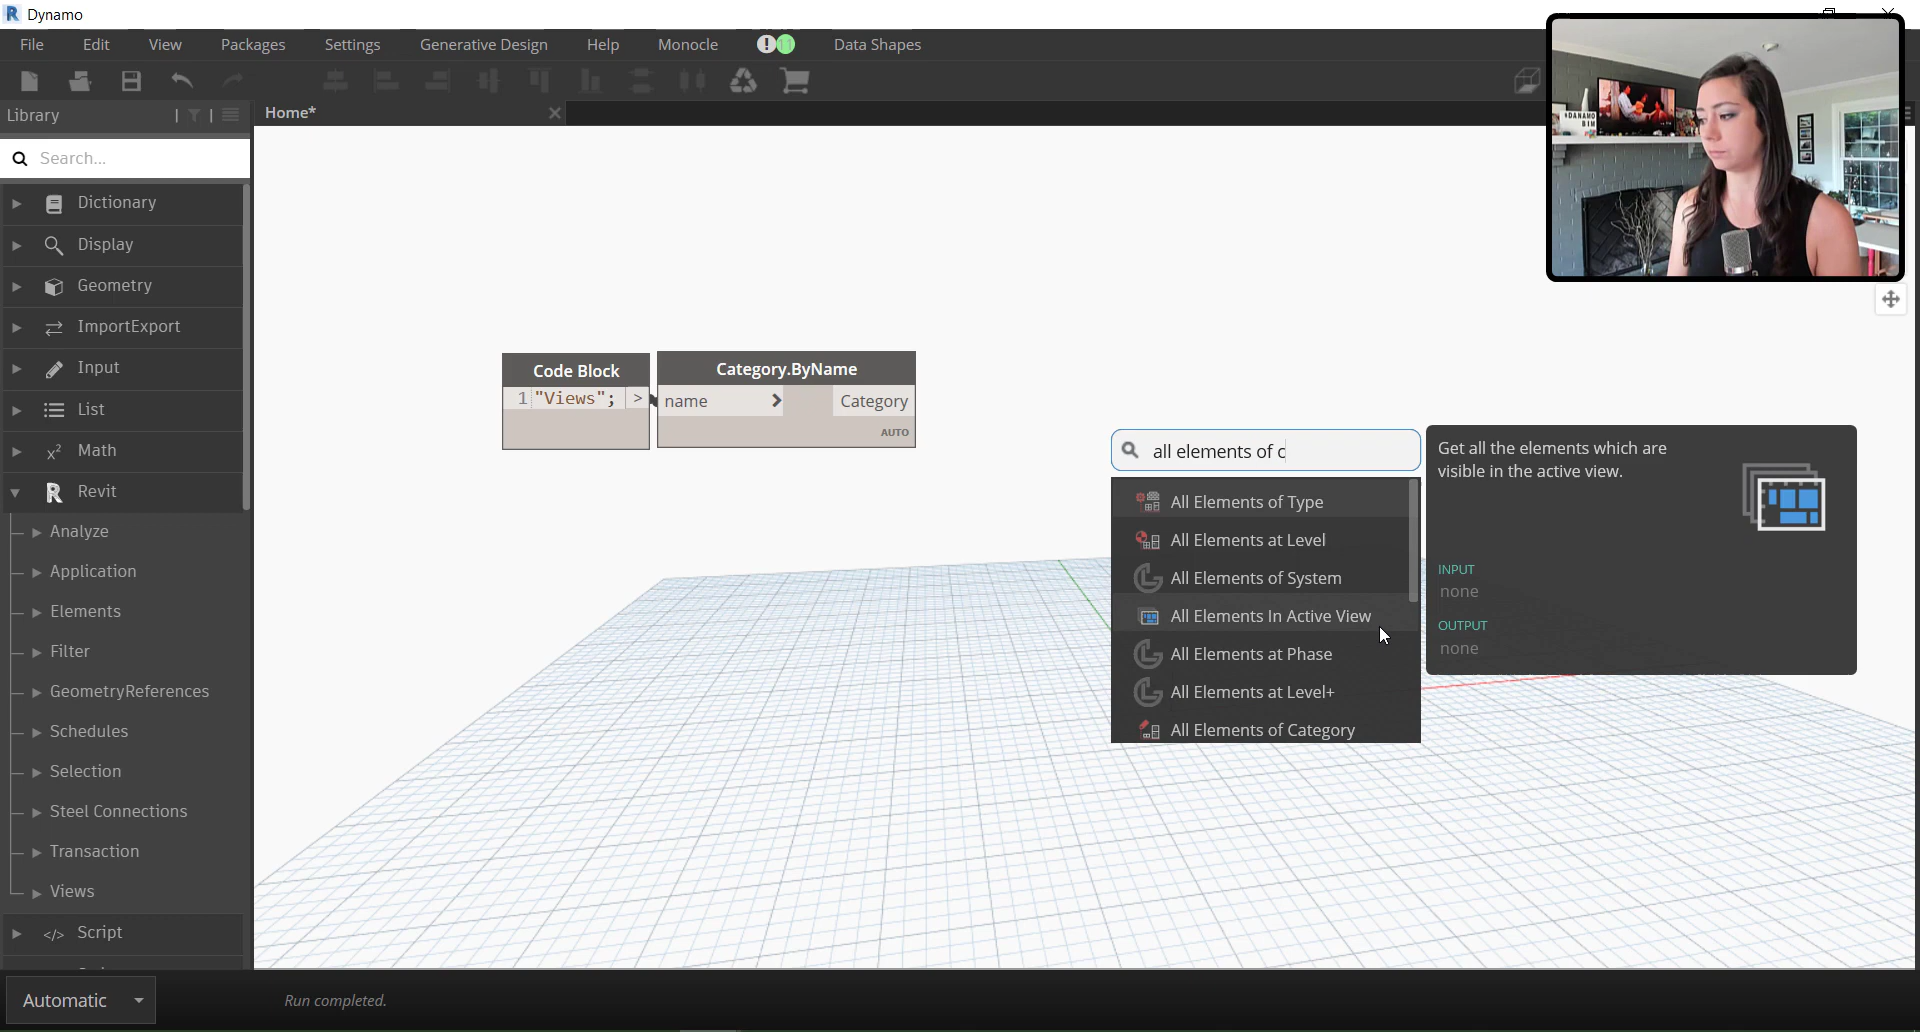 Dynamo
File Edit View Packages Settings Generative Design Help Monocle Data Shapes
Library
Home*
Search...
Dictionary
Display
Geometry
ImportExport
Input
List
Math
Revit
Analyze
Application
Elements
Filter
GeometryReferences
Schedules
Selection
Steel Connections
Transaction
Views
Script
Code Block
1 "Views"; >
Category.ByName
name Category
AUTO
all elements of c
All Elements of Type
All Elements at Level
All Elements of System
All Elements In Active View
All Elements at Phase
All Elements at Level+
All Elements of Category
Get all the elements which are
visible in the active view.
INPUT
none
OUTPUT
none
DANAMO
BIM
Automatic
Run completed.